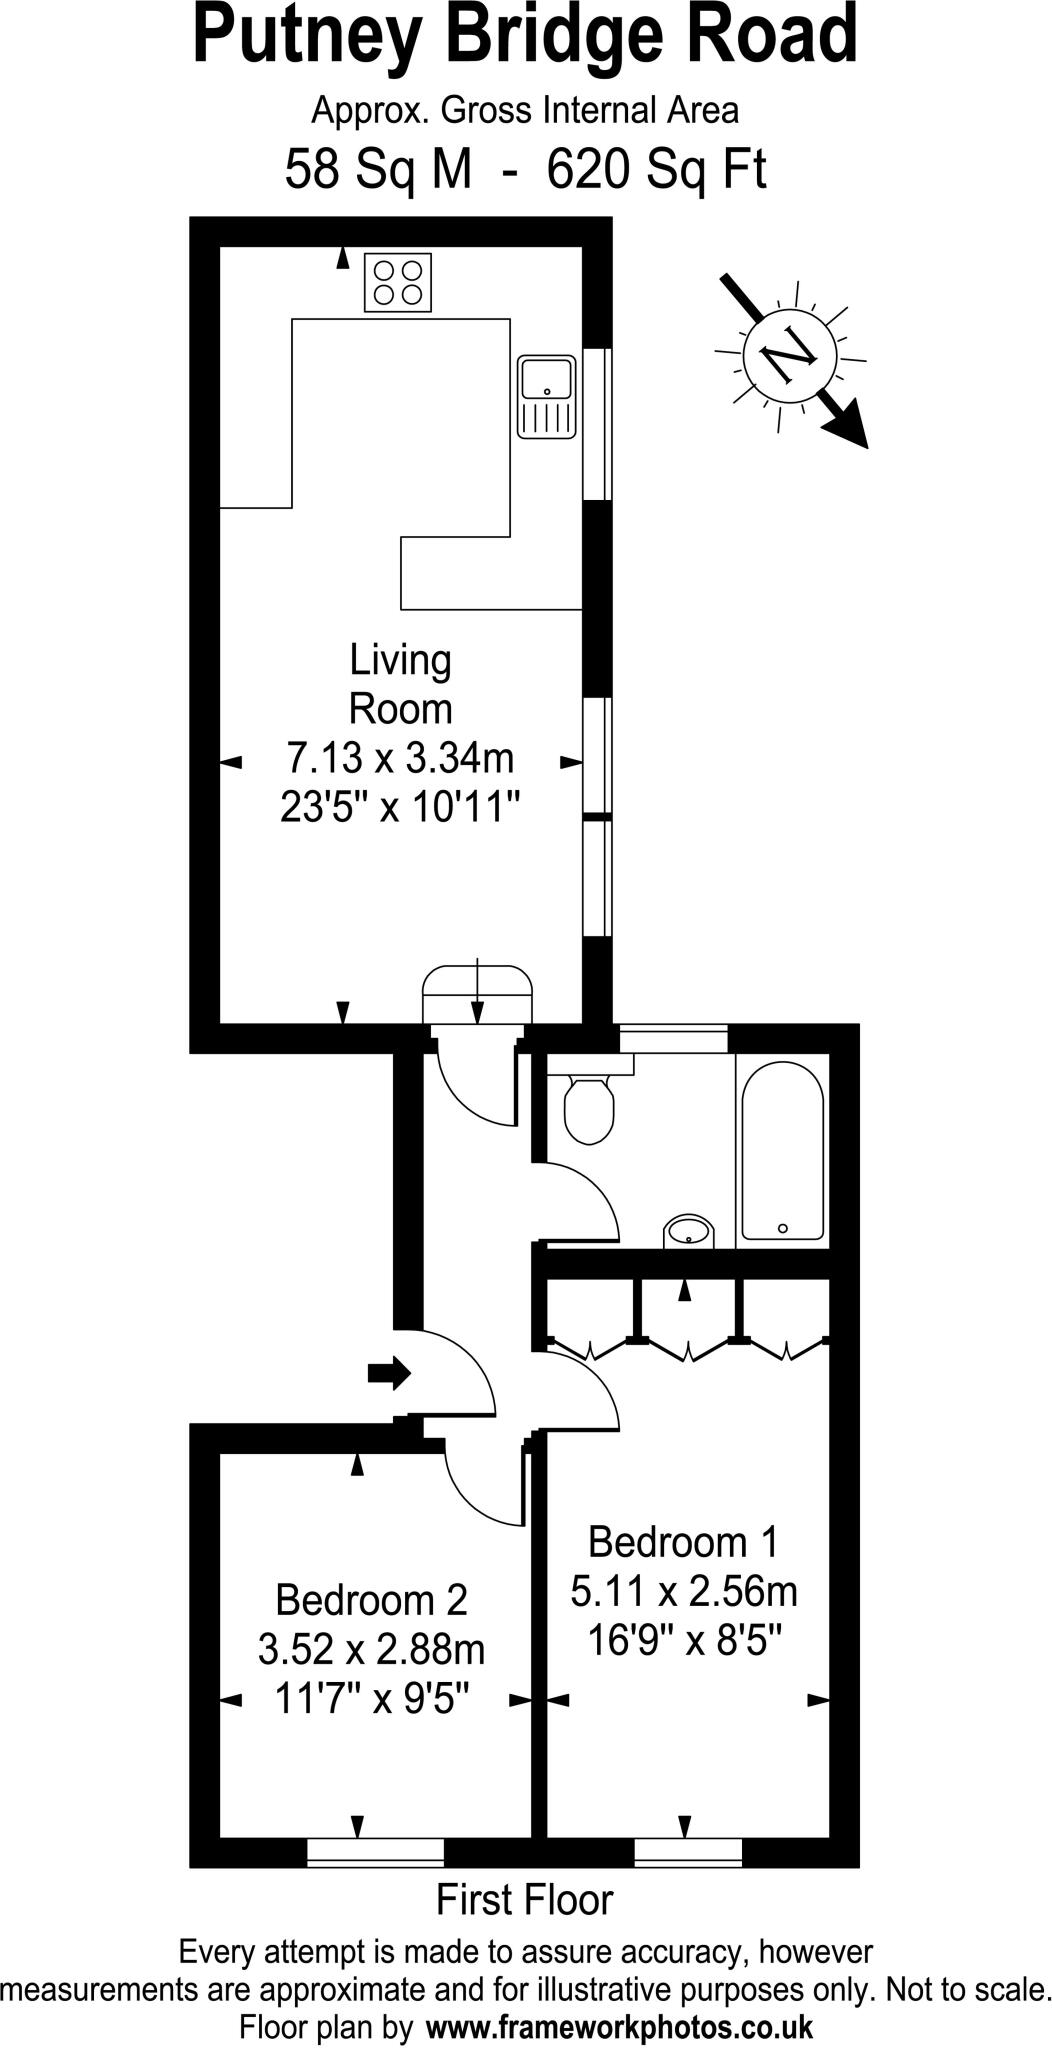 Putney Bridge Road
Approx. Gross Internal Area
58 Sq M - 620 Sq Ft
N
Living
Room
7.13 x 3.34m
23'5" x 10'11"
Bedroom 1
5.11 x 2.56m
16'9" x 8'5"
Bedroom 2
3.52 x 2.88m
11'7" x 9'5"
First Floor
Every attempt is made to assure accuracy, however
measurements are approximate and for illustrative purposes only. Not to scale.
Floor plan by www.frameworkphotos.co.uk